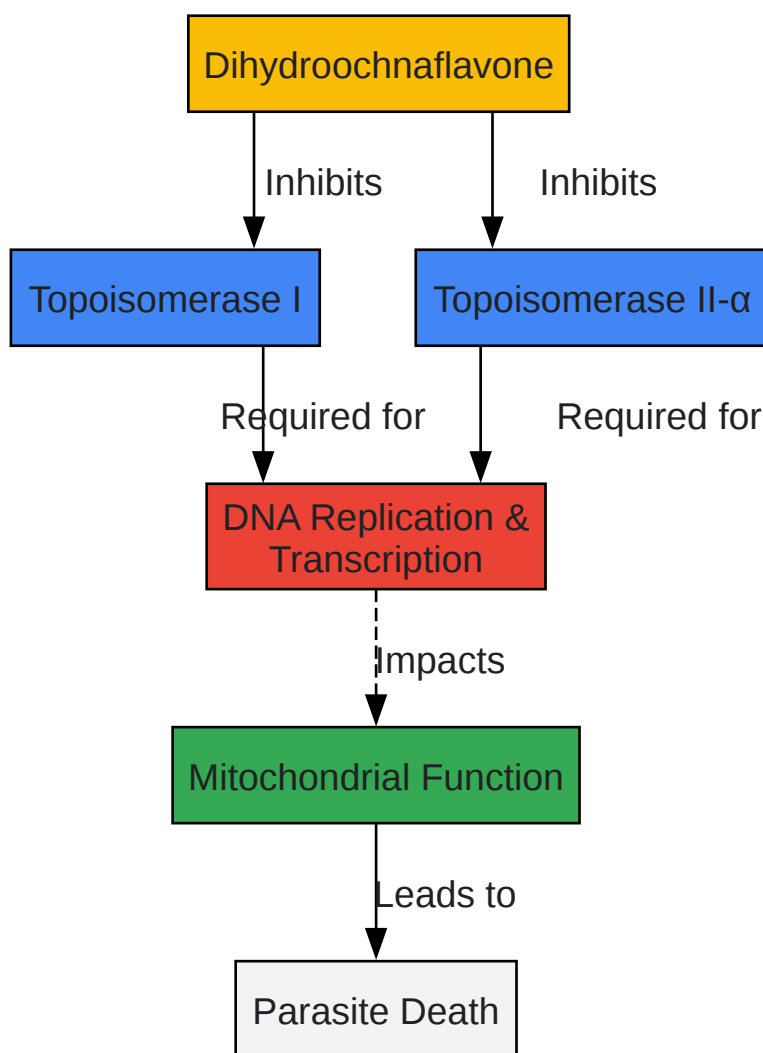 Dihydroochnaflavone
Inhibits
Inhibits
Topoisomerase I
Topoisomerase II-α
Required for
Required for
DNA Replication &
Transcription
Impacts
Mitochondrial Function
Leads to
Parasite Death